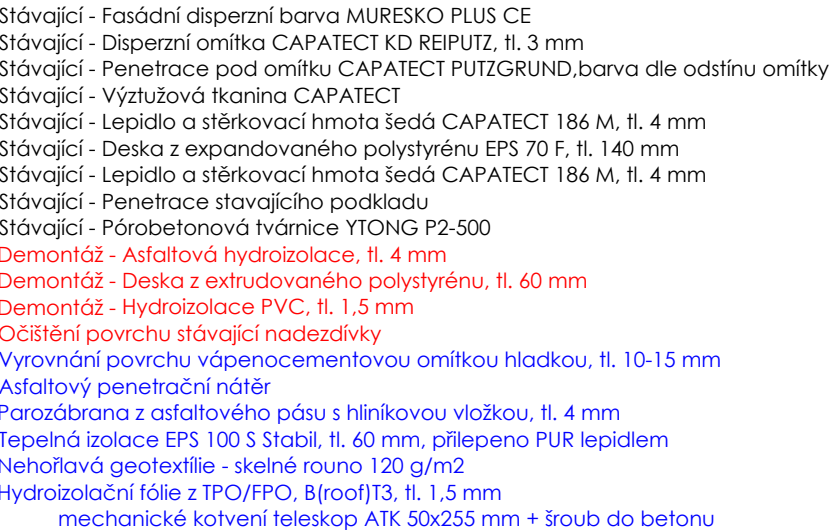 Stávající - Fasádní disperzní barva MURESKO PLUS CE
Stávající - Disperzní omítka CAPATECT KD REIPUTZ, tl. 3 mm
Stávající - Penetrace pod omítku CAPATECT PUTZGRUND,barva dle odstínu omítky
Stávající - Výztužová tkanina CAPATECT
Stávající - Lepidlo a stěrkovací hmota šedá CAPATECT 186 M, tl. 4 mm
Stávající - Deska z expandovaného polystyrénu EPS 70 F, tl. 140 mm
Stávající - Lepidlo a stěrkovací hmota šedá CAPATECT 186 M, tl. 4 mm
Stávající - Penetrace stavajícího podkladu
Stávající - Pórobetonová tvárnice YTONG P2-500
Demontáž - Asfaltová hydroizolace, tl. 4 mm
Demontáž - Deska z extrudovaného polystyrénu, tl. 60 mm
Demontáž - Hydroizolace PVC, tl. 1,5 mm
Očištění povrchu stávající nadezdívky
Vyrovnání povrchu vápenocementovou omítkou hladkou, tl. 10-15 mm
Asfaltový penetrační nátěr
Parozábrana z asfaltového pásu s hliníkovou vložkou, tl. 4 mm
Tepelná izolace EPS 100 S Stabil, tl. 60 mm, přilepeno PUR lepidlem
Nehořlavá geotextílie - skelné rouno 120 g/m2
Hydroizolační fólie z TPO/FPO, B(roof)T3, tl. 1,5 mm
mechanické kotvení teleskop ATK 50x255 mm + šroub do betonu